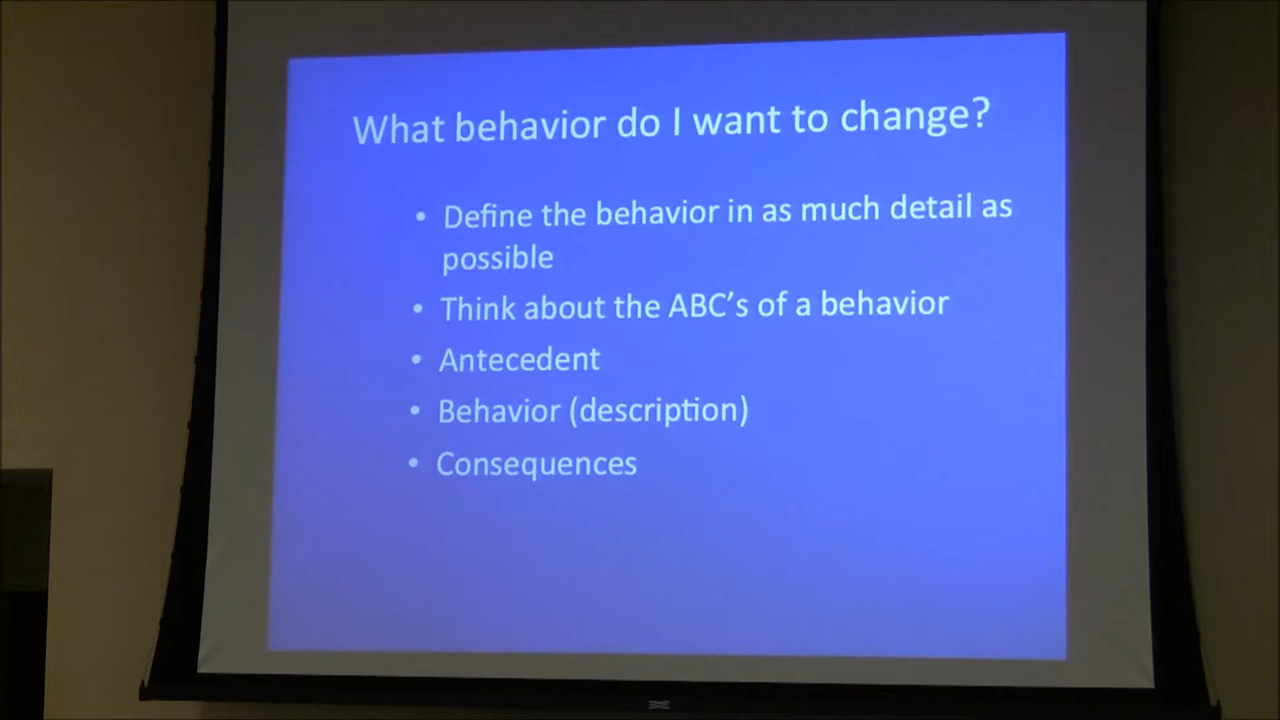 What behavior do I want to change?
• Define the behavior in as much detail as
possible
• Think about the ABC’s of a behavior
• Antecedent
• Behavior (description)
• Consequences